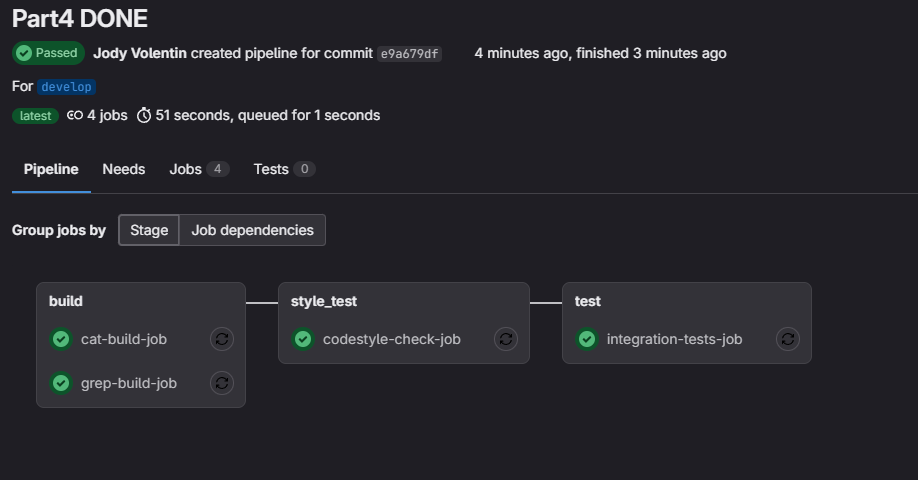 Part4 DONE
Passed Jody Volentin created pipeline for commit e9a679df 4 minutes ago, finished 3 minutes ago
For develop
latest 4 jobs 51 seconds, queued for 1 seconds
Pipeline Needs Jobs 4 Tests 0
Group jobs by Stage Job dependencies
build style_test test
cat-build-job codestyle-check-job integration-tests-job
grep-build-job